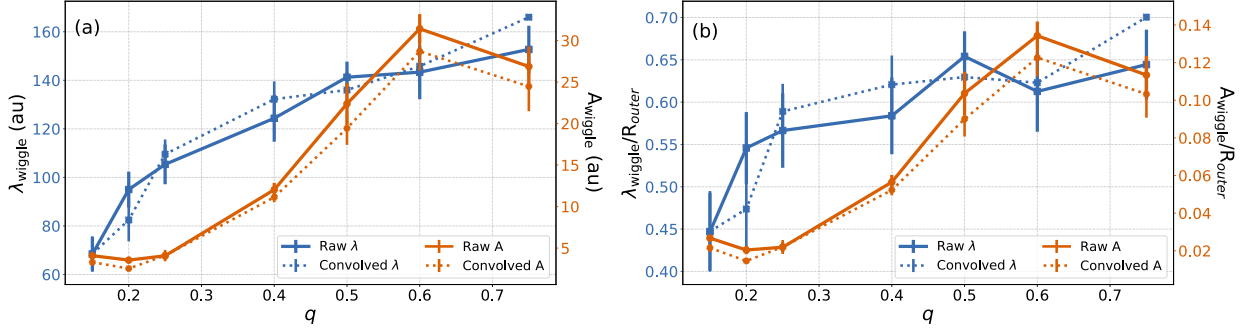 (a)
160
140
120
100
80
60
λwiggle (au)
30
25
20
15
10
5
Awiggle (au)
Raw λ
Convolved λ
Raw A
Convolved A
0.2 0.3 0.4 0.5 0.6 0.7
q
(b)
0.70
0.65
0.60
0.55
0.50
0.45
0.40
λwiggle/Router
0.14
0.12
0.10
0.08
0.06
0.04
0.02
Awiggle/Router
Raw λ
Convolved λ
Raw A
Convolved A
0.2 0.3 0.4 0.5 0.6 0.7
q